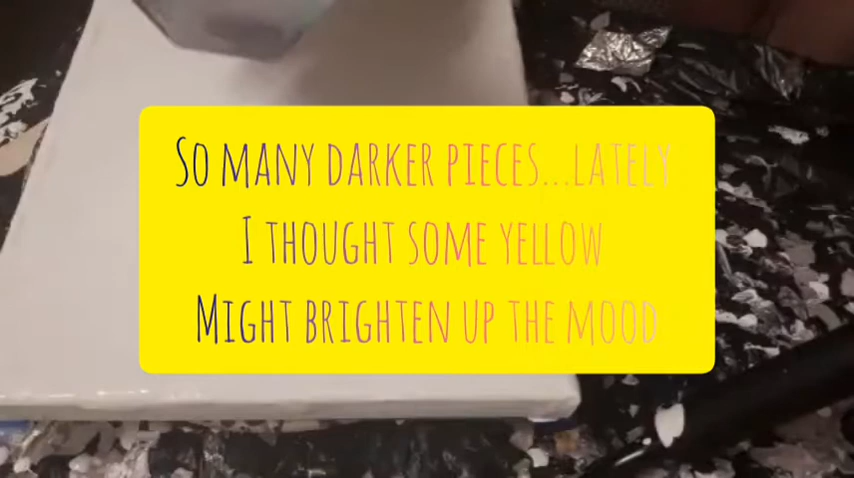 So many darker pieces...lately
I thought some yellow
Might brighten up the mood